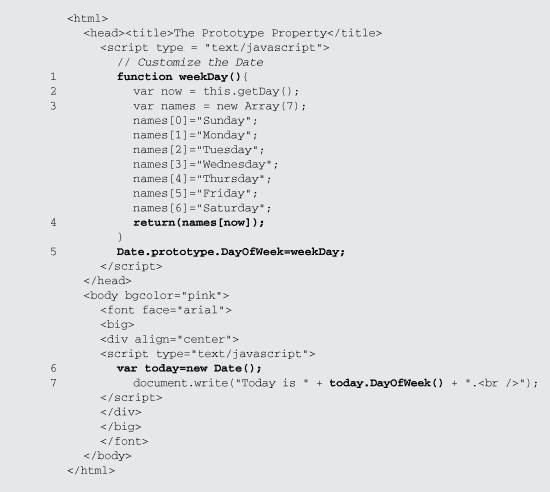 <html>
<head><title>The Prototype Property</title>
<script type = "text/javascript">
// Customize the Date
1 function weekDay(){
2 var now = this.getDay();
3 var names = new Array(7);
names[0]="Sunday";
names[1]="Monday";
names[2]="Tuesday";
names[3]="Wednesday";
names[4]="Thursday";
names[5]="Friday";
names[6]="Saturday";
4 return(names[now]);
}
5 Date.prototype.DayOfWeek=weekDay;
</script>
</head>
<body bgcolor="pink">
<font face="arial">
<big>
<div align="center">
<script type="text/javascript">
6 var today=new Date();
7 document.write("Today is " + today.DayOfWeek() + ".<br />");
</script>
</div>
</big>
</font>
</body>
</html>